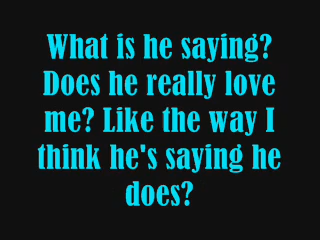 What is he saying?
Does he really love
me? Like the way I
think he's saying he
does?